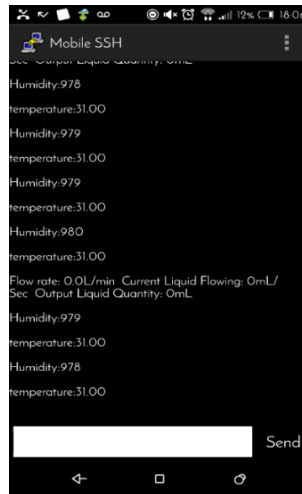 12% 18:06
Mobile SSH
Sec Output Liquid Quantity: 0mL
Humidity:978
temperature:31.00
Humidity:979
temperature:31.00
Humidity:979
temperature:31.00
Humidity:980
temperature:31.00
Flow rate: 0.0L/min Current Liquid Flowing: 0mL/
Sec Output Liquid Quantity: 0mL
Humidity:979
temperature:31.00
Humidity:978
temperature:31.00
Send